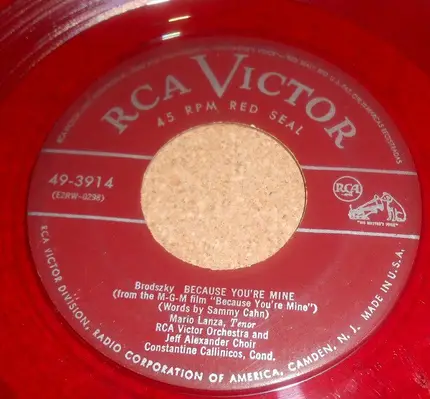 RCA VICTOR
45 RPM RED SEAL
49-3914
(E2RW-0298)
RCA
"HIS MASTER'S VOICE"
Brodszky BECAUSE YOU'RE MINE
(from the M-G-M film "Because You're Mine")
(Words by Sammy Cahn)
Mario Lanza, Tenor
RCA Victor Orchestra and
Jeff Alexander Choir
Constantine Callinicos, Cond.
RCA VICTOR DIVISION, RADIO CORPORATION OF AMERICA, CAMDEN, N. J. MADE IN U.S.A.